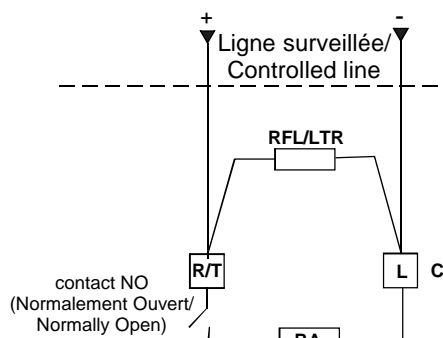 + -
Ligne surveillée/
Controlled line
RFL/LTR
R/T L C
contact NO
(Normalement Ouvert/
Normally Open)